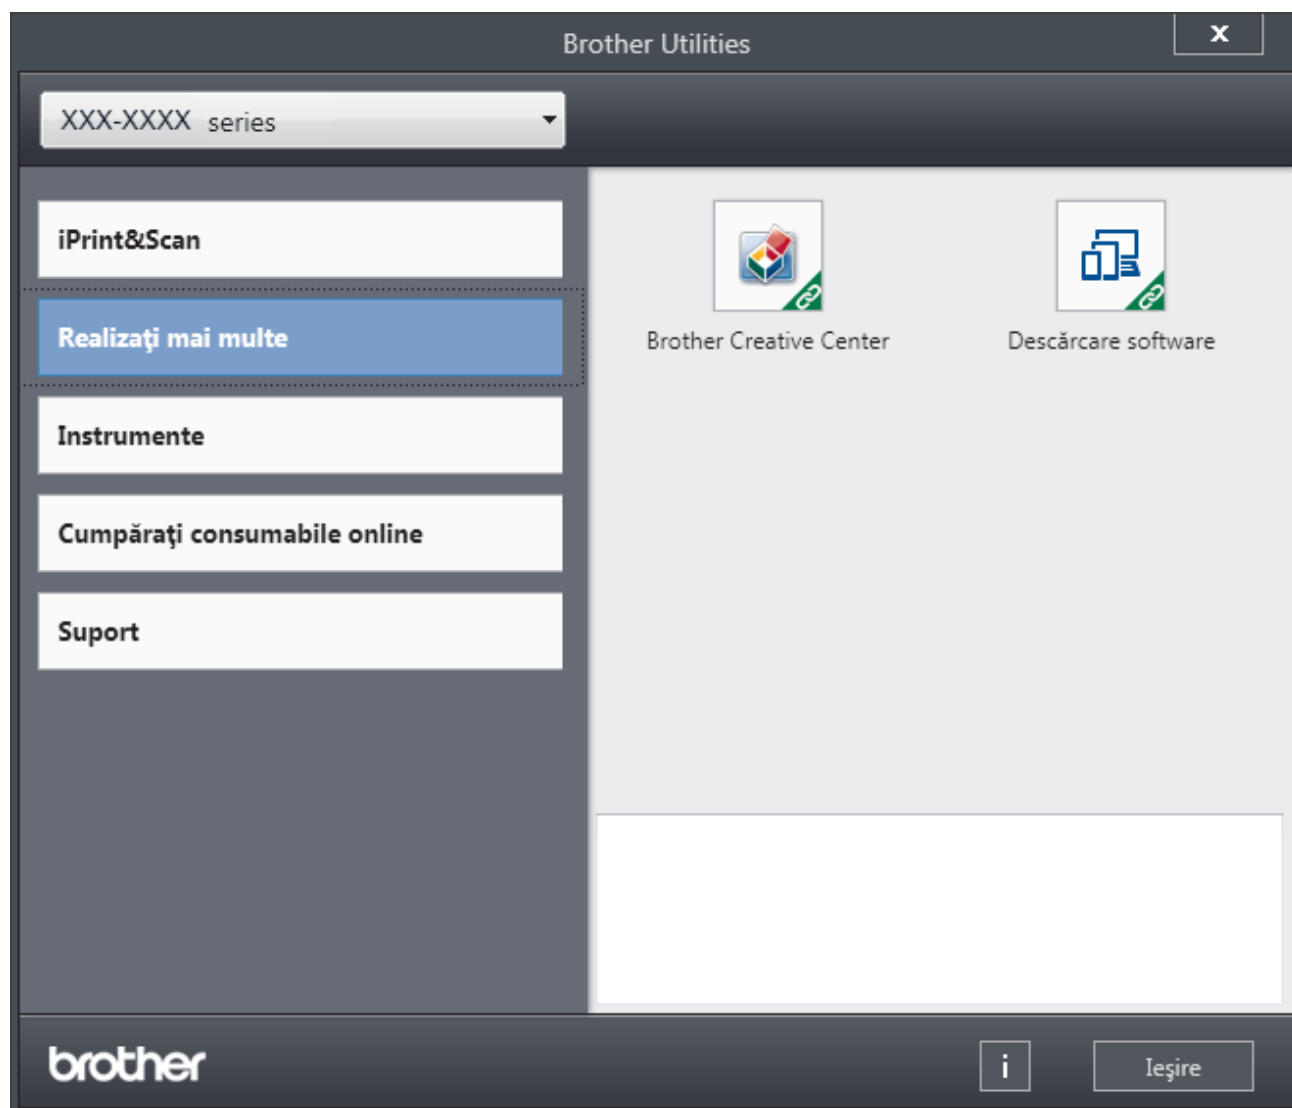 Brother Utilities
x
XXX-XXXX series
iPrint&Scan
Realizaţi mai multe
Instrumente
Cumpăraţi consumabile online
Suport
Brother Creative Center
Descărcare software
brother
i
Ieşire